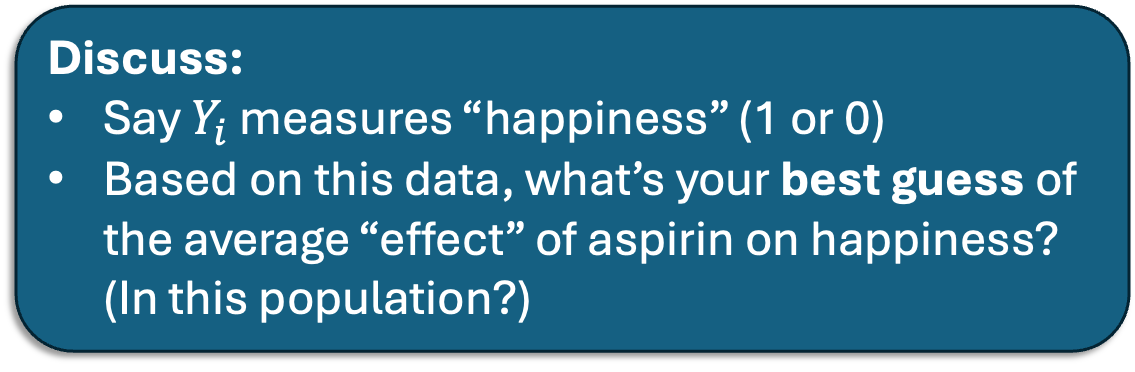 Discuss:
• Say Yᵢ measures “happiness” (1 or 0)
• Based on this data, what’s your best guess of
the average “effect” of aspirin on happiness?
(In this population?)